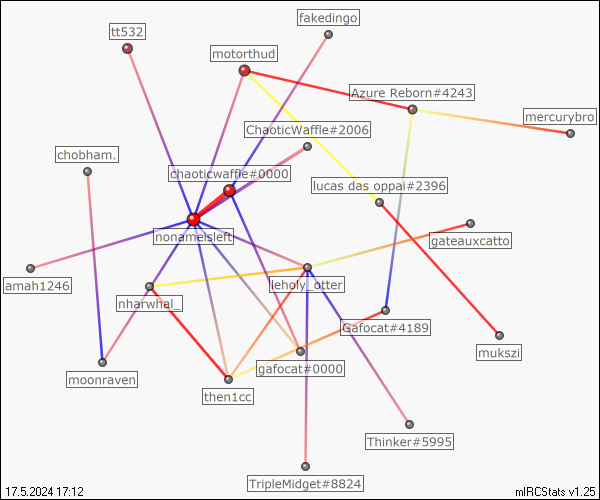 fakedingo
tt532
motorthud
Azure Reborn#4243
mercurybro
ChaoticWaffle#2006
chobham.
chaoticwaffle#0000
lucas das oppai#2396
nonameisleft
gateauxcatto
amah1246
leholy_otter
nharwhal_
Gafocat#4189
mukszi
gafocat#0000
moonraven
then1cc
Thinker#5995
TripleMidget#8824
17.5.2024 17:12
mIRCStats v1.25